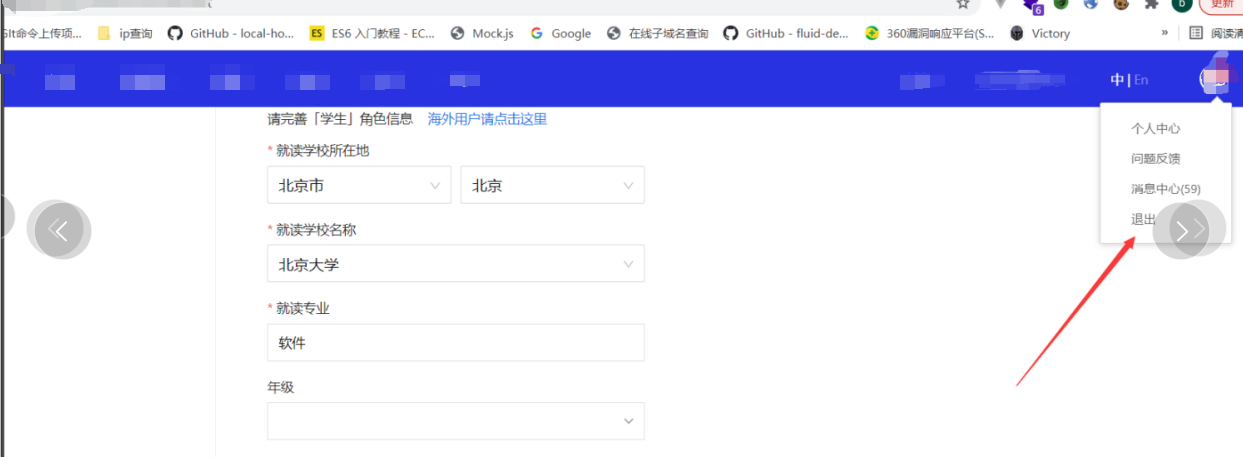 更新
Git命令上传项... ip查询 GitHub - local-ho... ES ES6 入门教程 - EC... Mock.js Google 在线子域名查询 GitHub - fluid-de... 360漏洞响应平台(S... Victory » 阅读清
中 | En
请完善「学生」角色信息 海外用户请点击这里
* 就读学校所在地
北京市 北京
* 就读学校名称
北京大学
* 就读专业
软件
年级
个人中心
问题反馈
消息中心(59)
退出
6
b